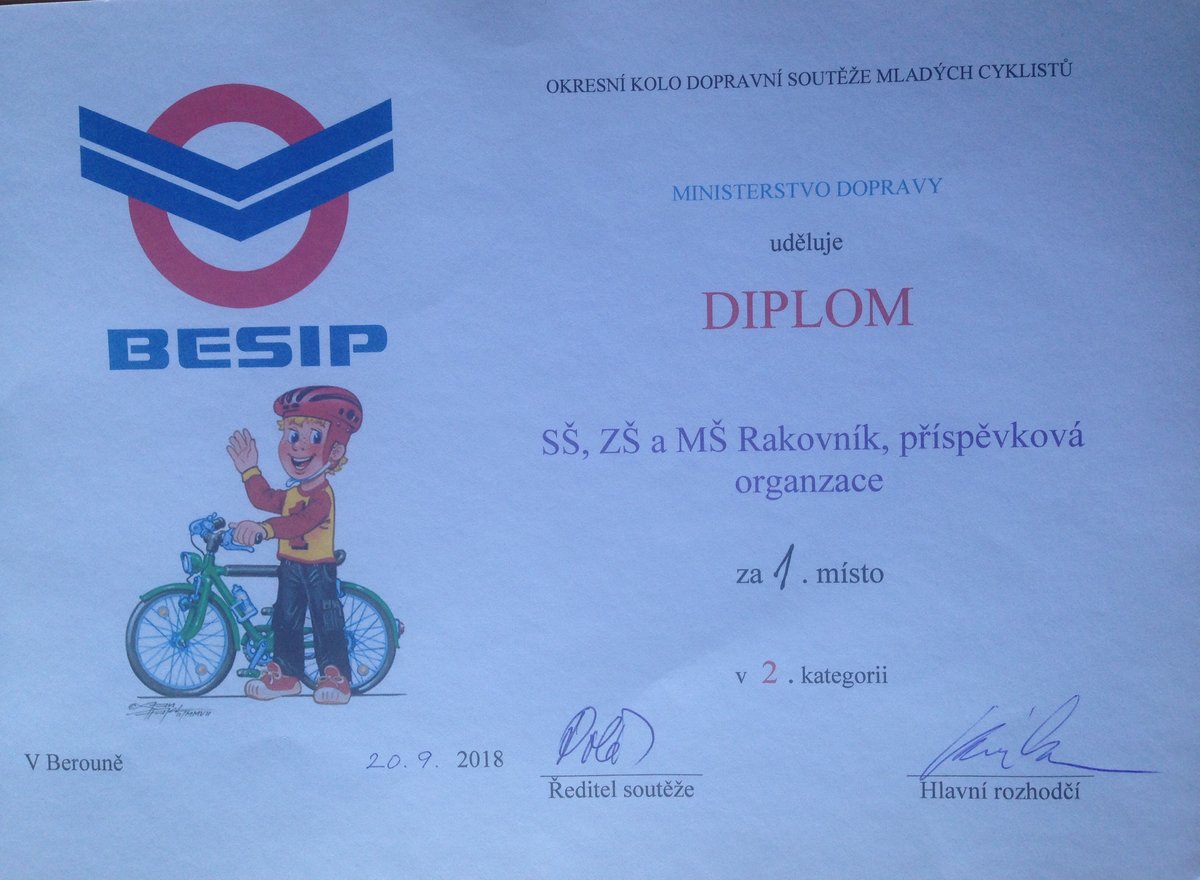 OKRESNÍ KOLO DOPRAVNÍ SOUTĚŽE MLADÝCH CYKLISTŮ
MINISTERSTVO DOPRAVY
uděluje
DIPLOM
BESIP
SŠ, ZŠ a MŠ Rakovník, příspěvková
organzace
za 1. místo
v 2. kategorii
V Berouně 20. 9. 2018
Ředitel soutěže
Hlavní rozhodčí